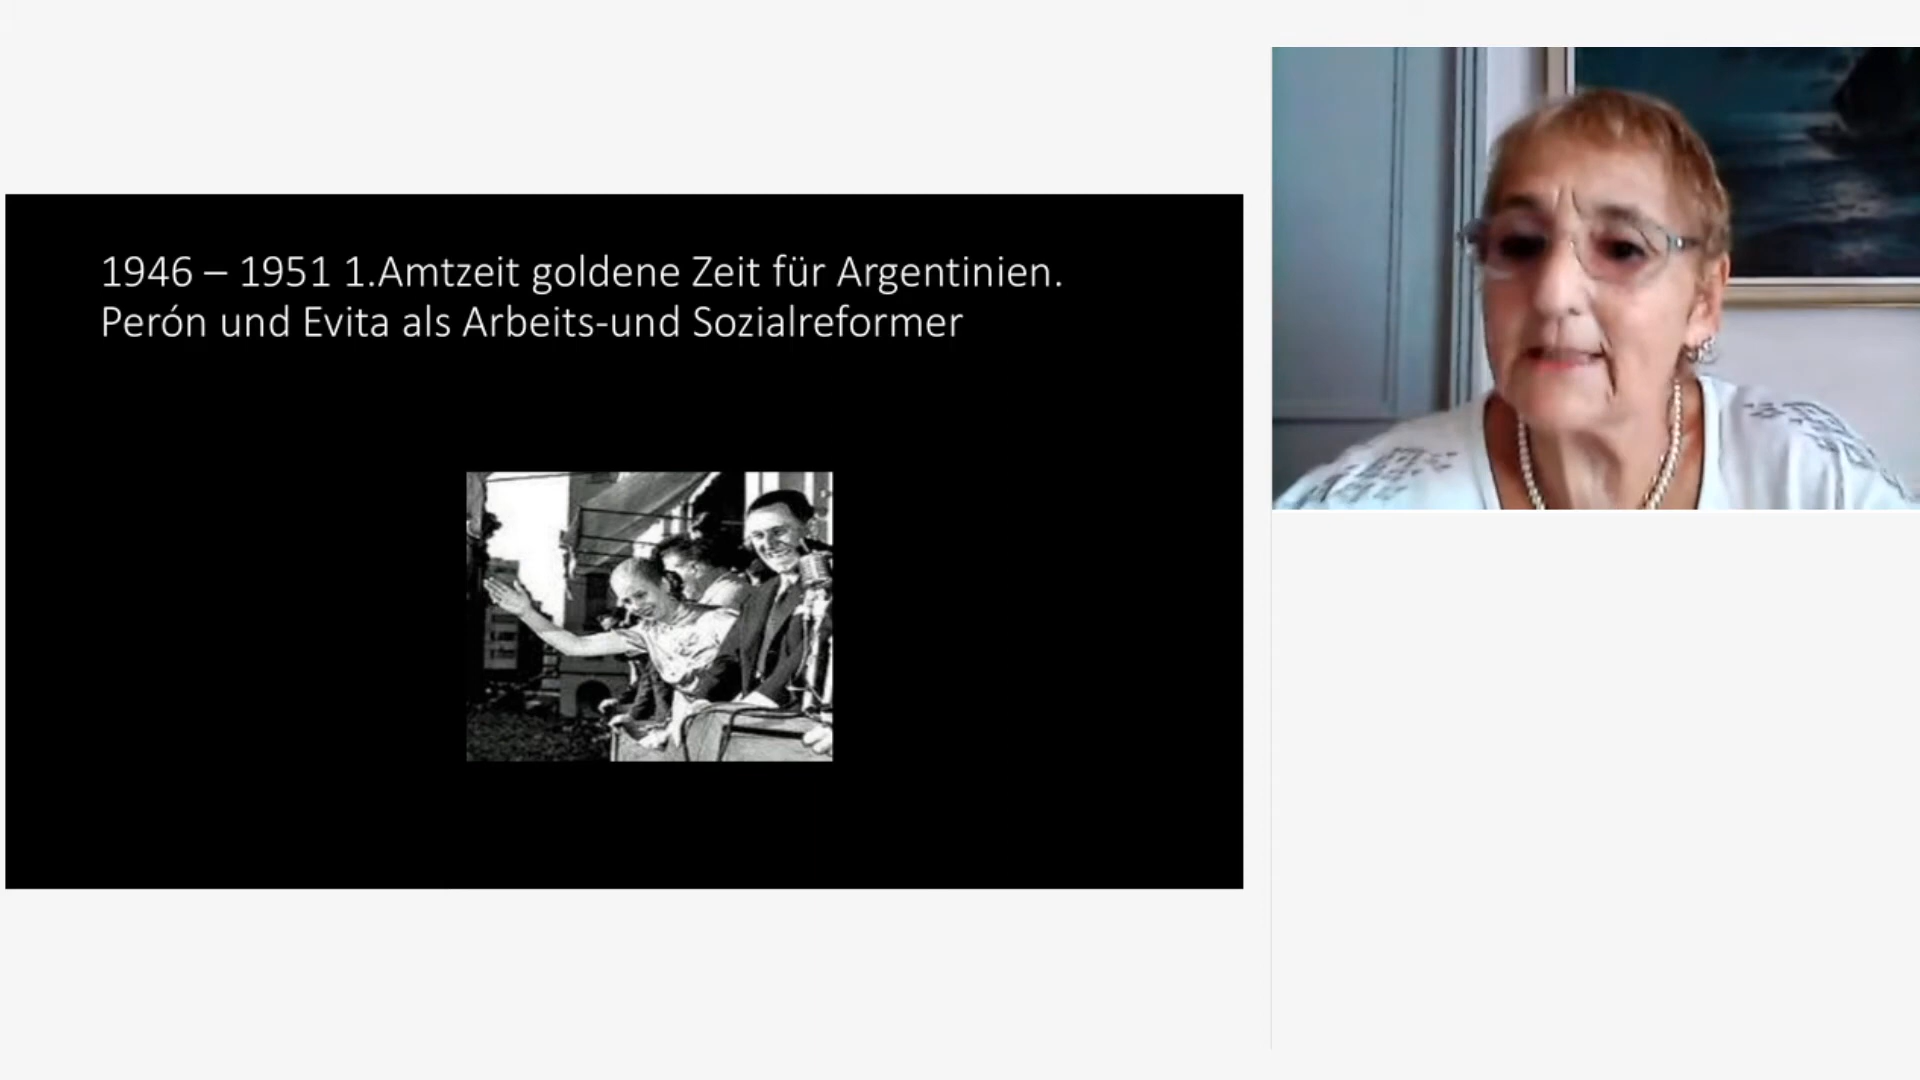 1946 – 1951 1.Amtzeit goldene Zeit für Argentinien.
Perón und Evita als Arbeits-und Sozialreformer